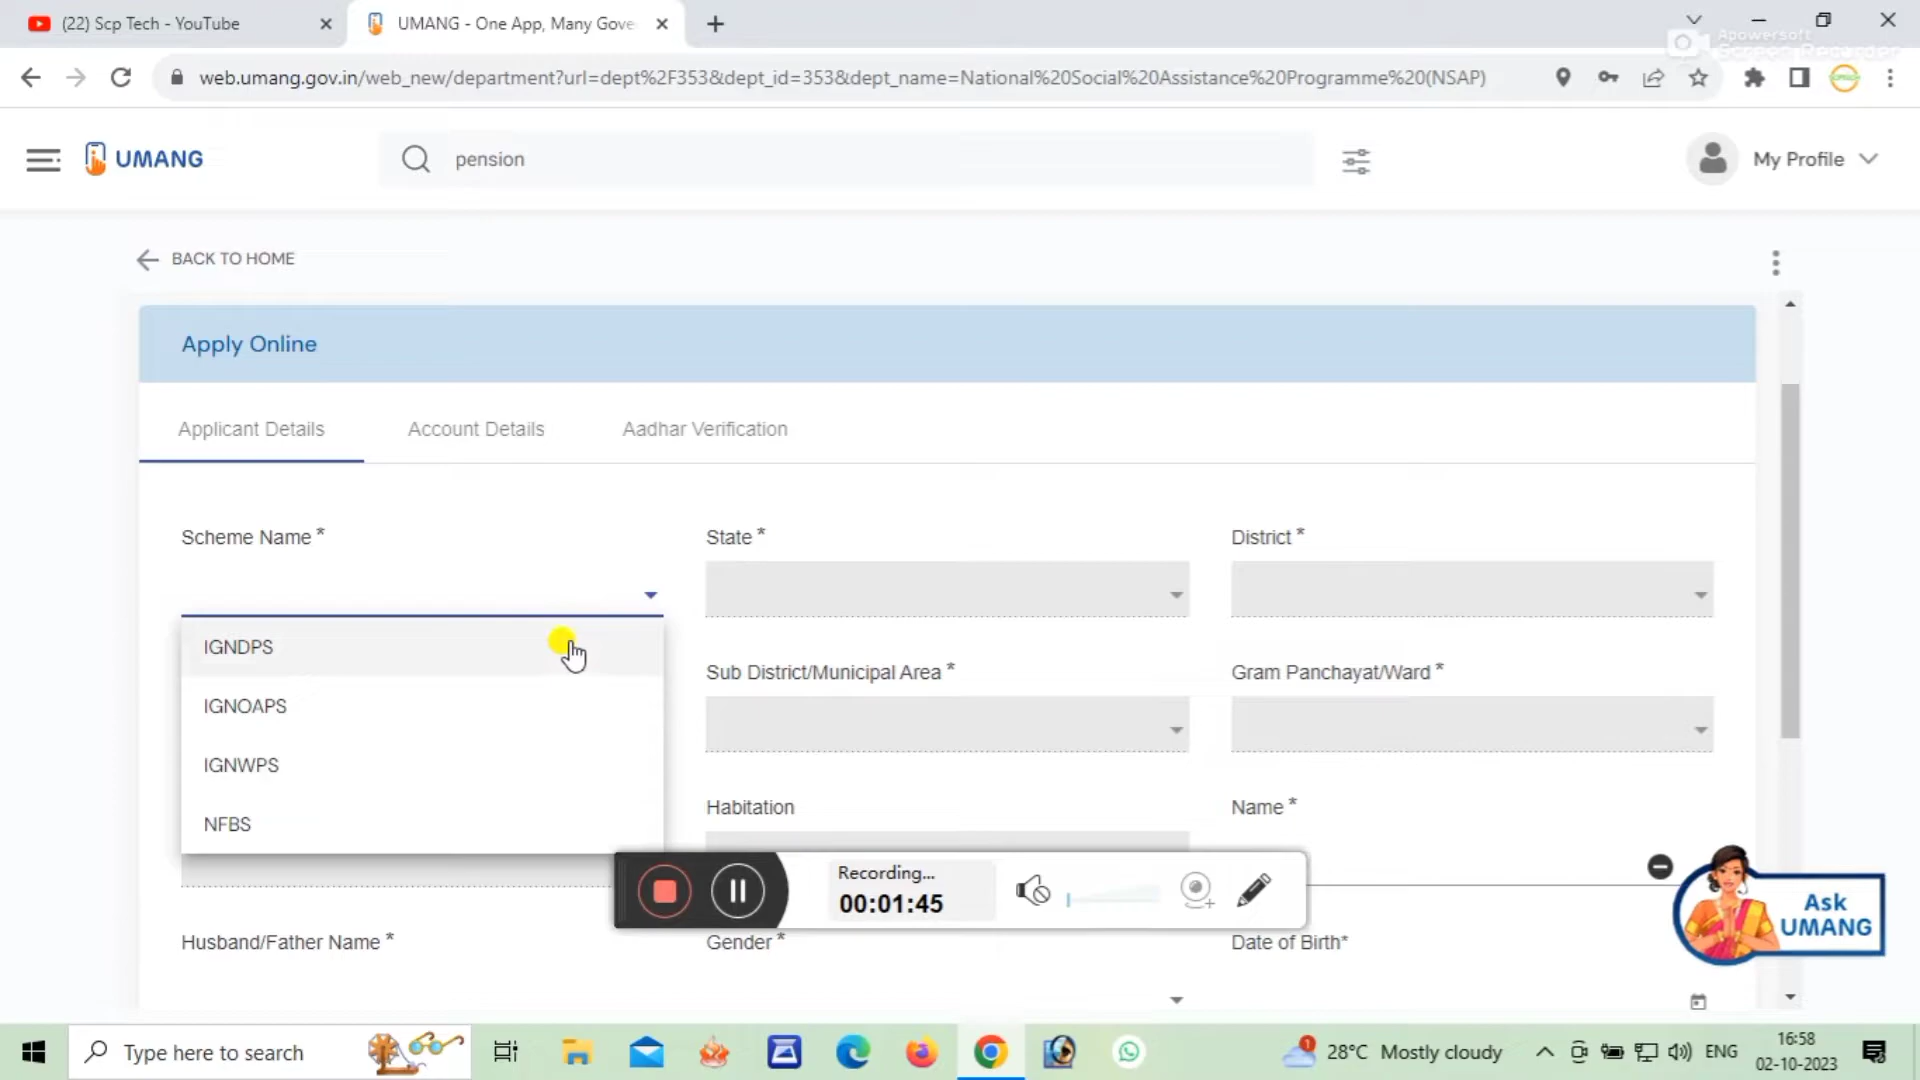 (22) Scp Tech - YouTube
UMANG - One App, Many Gove
Apowersoft
Screen Recorder
web.umang.gov.in/web_new/department?url=dept%2F353&dept_id=353&dept_name=National%20Social%20Assistance%20Programme%20(NSAP)
UMANG
pension
My Profile
BACK TO HOME
Apply Online
Applicant Details
Account Details
Aadhar Verification
Scheme Name *
State *
District *
IGNDPS
IGNOAPS
IGNWPS
NFBS
Sub District/Municipal Area *
Gram Panchayat/Ward *
Habitation
Name *
Recording...
00:01:45
Ask
UMANG
Husband/Father Name *
Gender *
Date of Birth*
Type here to search
1
28°C Mostly cloudy
ENG
16:58
02-10-2023